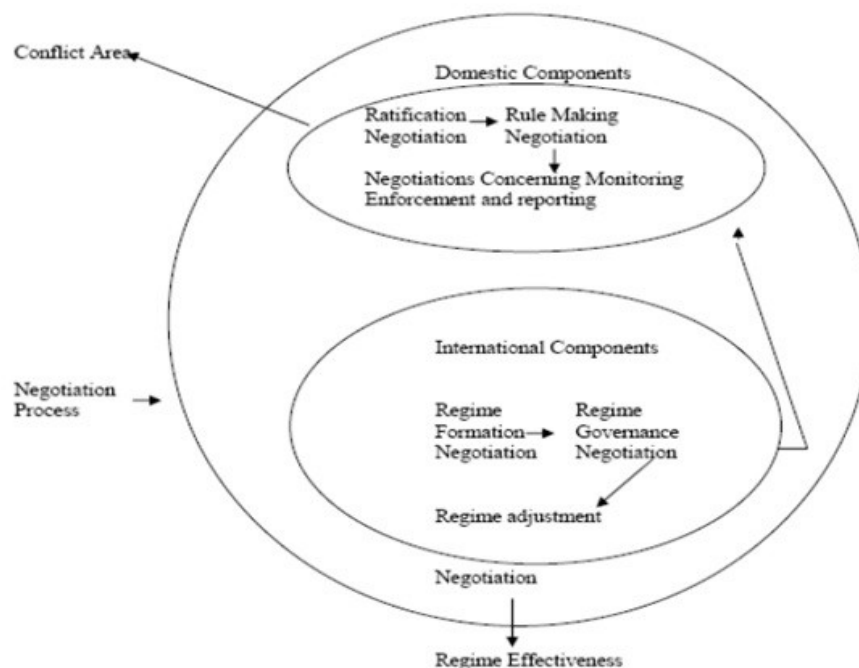 Conflict Area
Domestic Components
Ratification
Negotiation
Rule Making
Negotiation
Negotiations Concerning Monitoring
Enforcement and reporting
International Components
Negotiation
Process
Regime
Formation
Negotiation
Regime
Governance
Negotiation
Regime adjustment
Negotiation
Regime Effectiveness